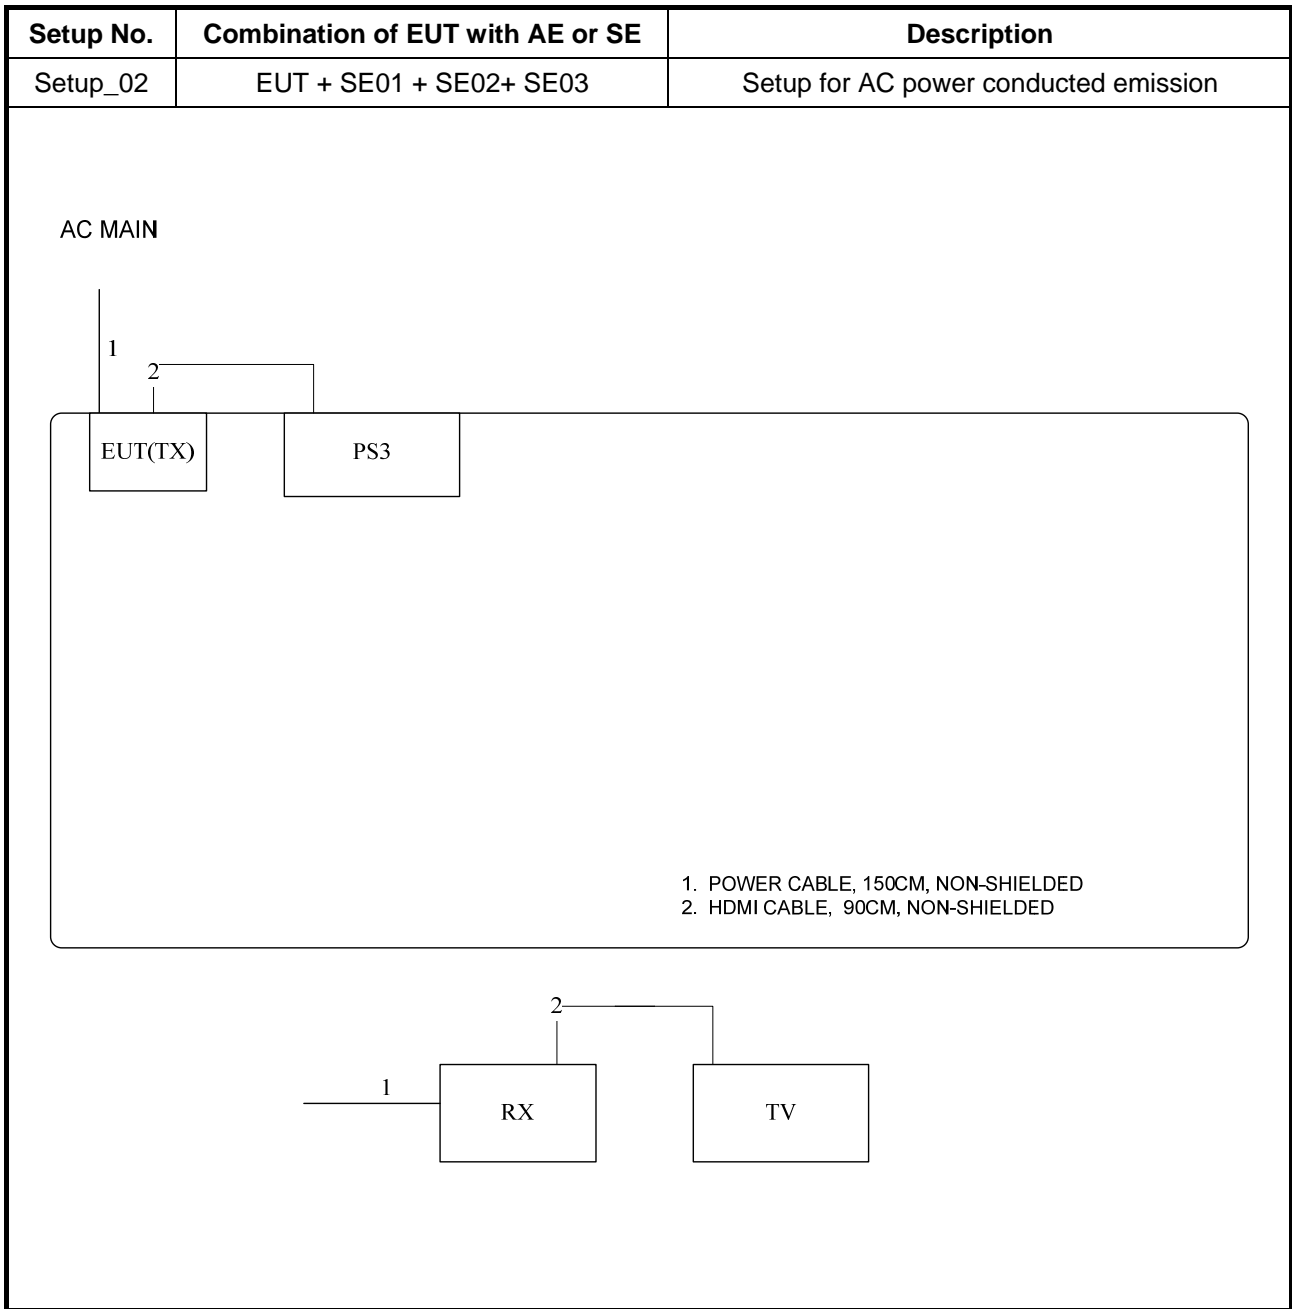 Setup No. Combination of EUT with AE or SE Description
Setup_02 EUT + SE01 + SE02+ SE03 Setup for AC power conducted emission
AC MAIN
1
2
EUT(TX) PS3
1. POWER CABLE, 150CM, NON-SHIELDED
2. HDMI CABLE, 90CM, NON-SHIELDED
2
1
RX TV